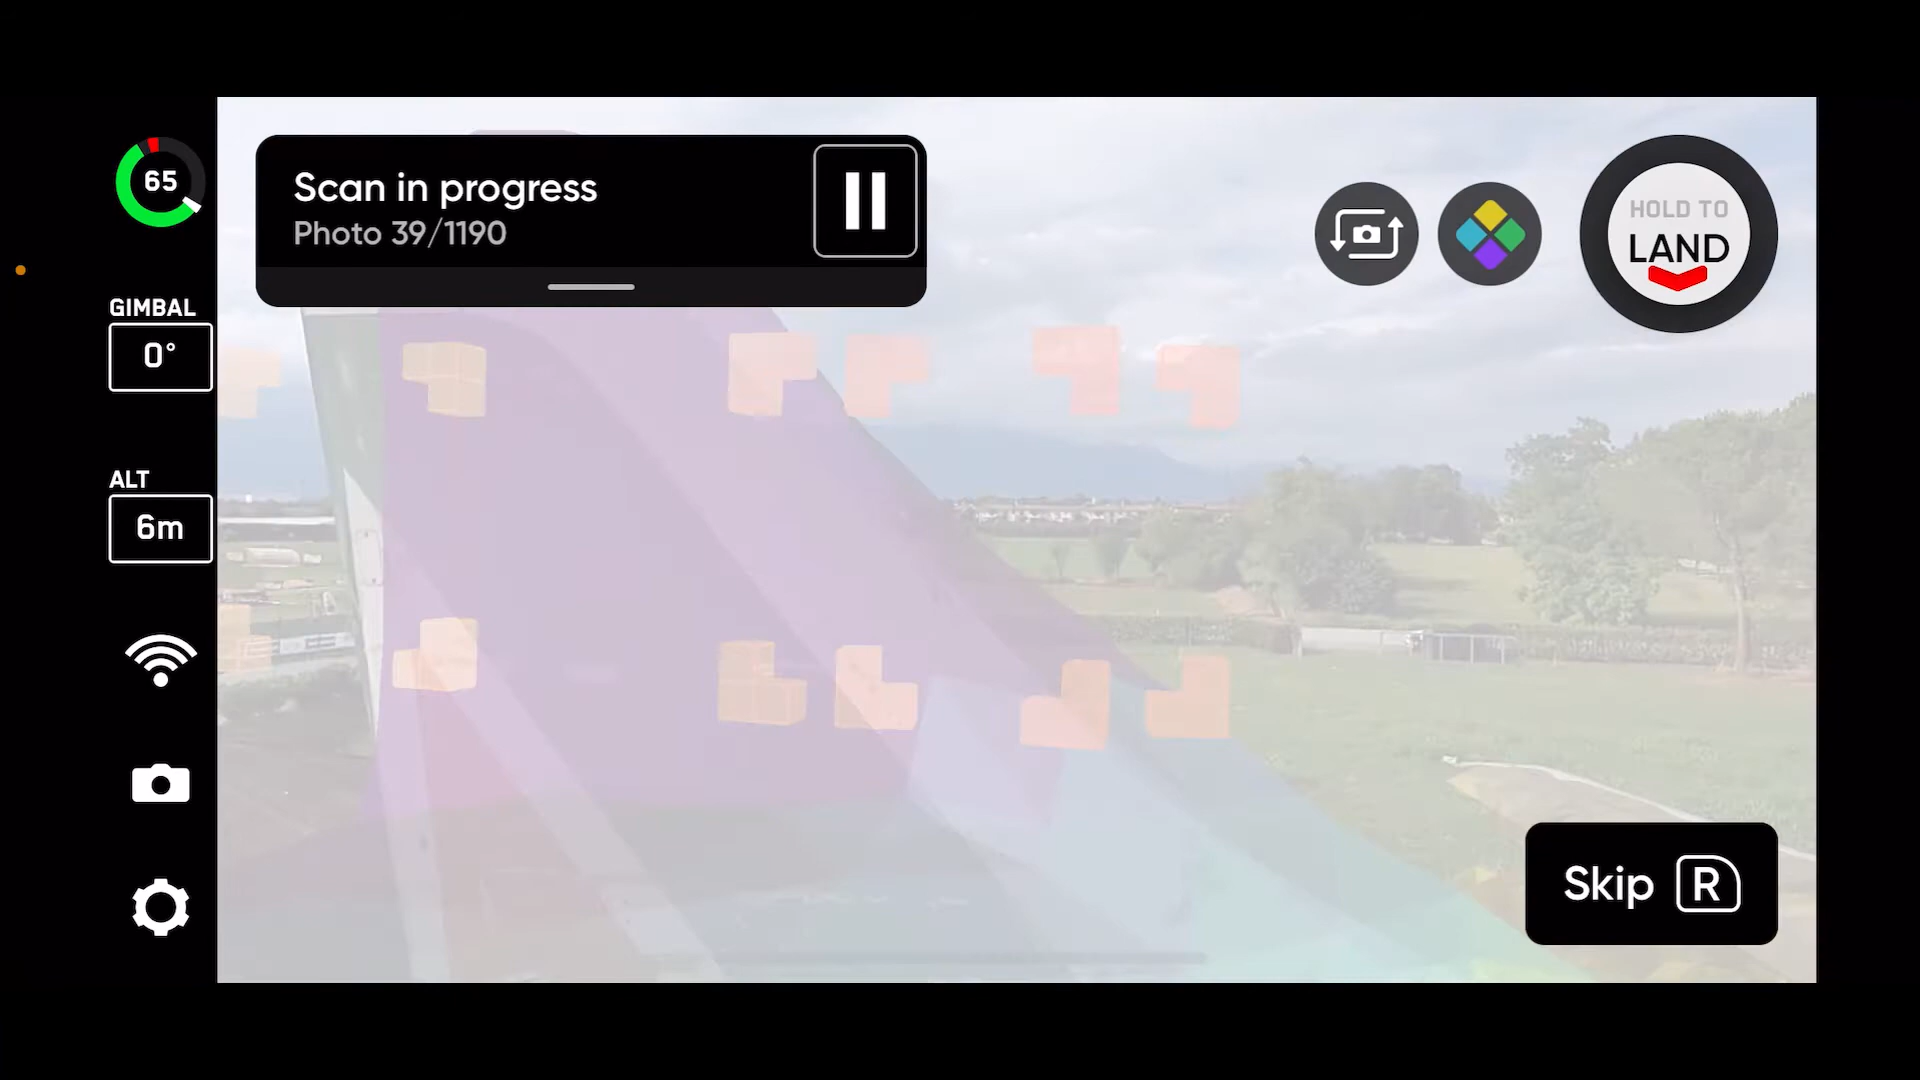 65
Scan in progress
Photo 39/1190
HOLD TO
LAND
GIMBAL
0°
ALT
6m
Skip R